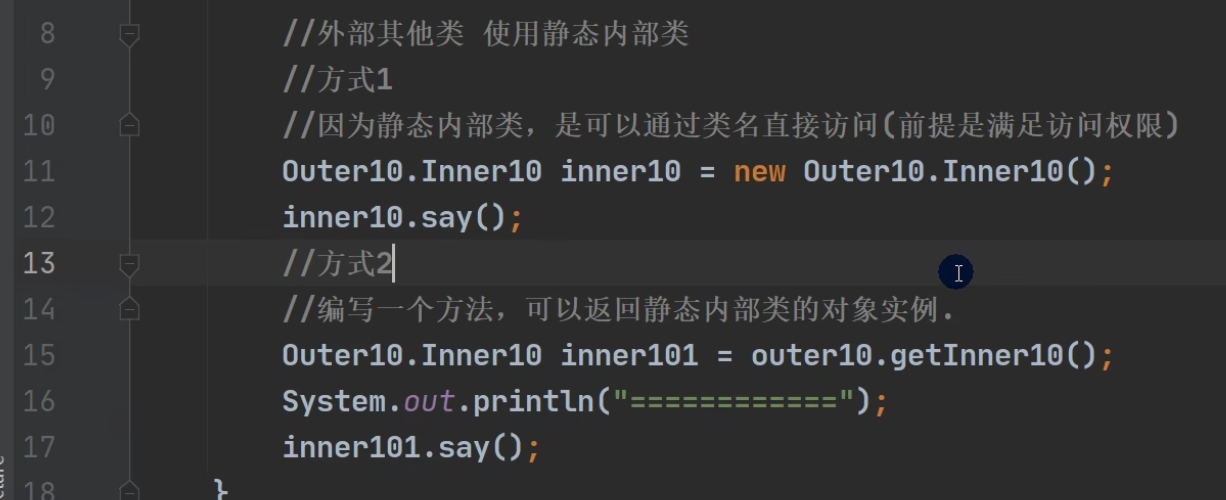 8 //外部其他类 使用静态内部类
9 //方式1
10 //因为静态内部类，是可以通过类名直接访问(前提是满足访问权限)
11 Outer10.Inner10 inner10 = new Outer10.Inner10();
12 inner10.say();
13 //方式2
14 //编写一个方法，可以返回静态内部类的对象实例.
15 Outer10.Inner10 inner101 = outer10.getInner10();
16 System.out.println("============");
17 inner101.say();
18 }